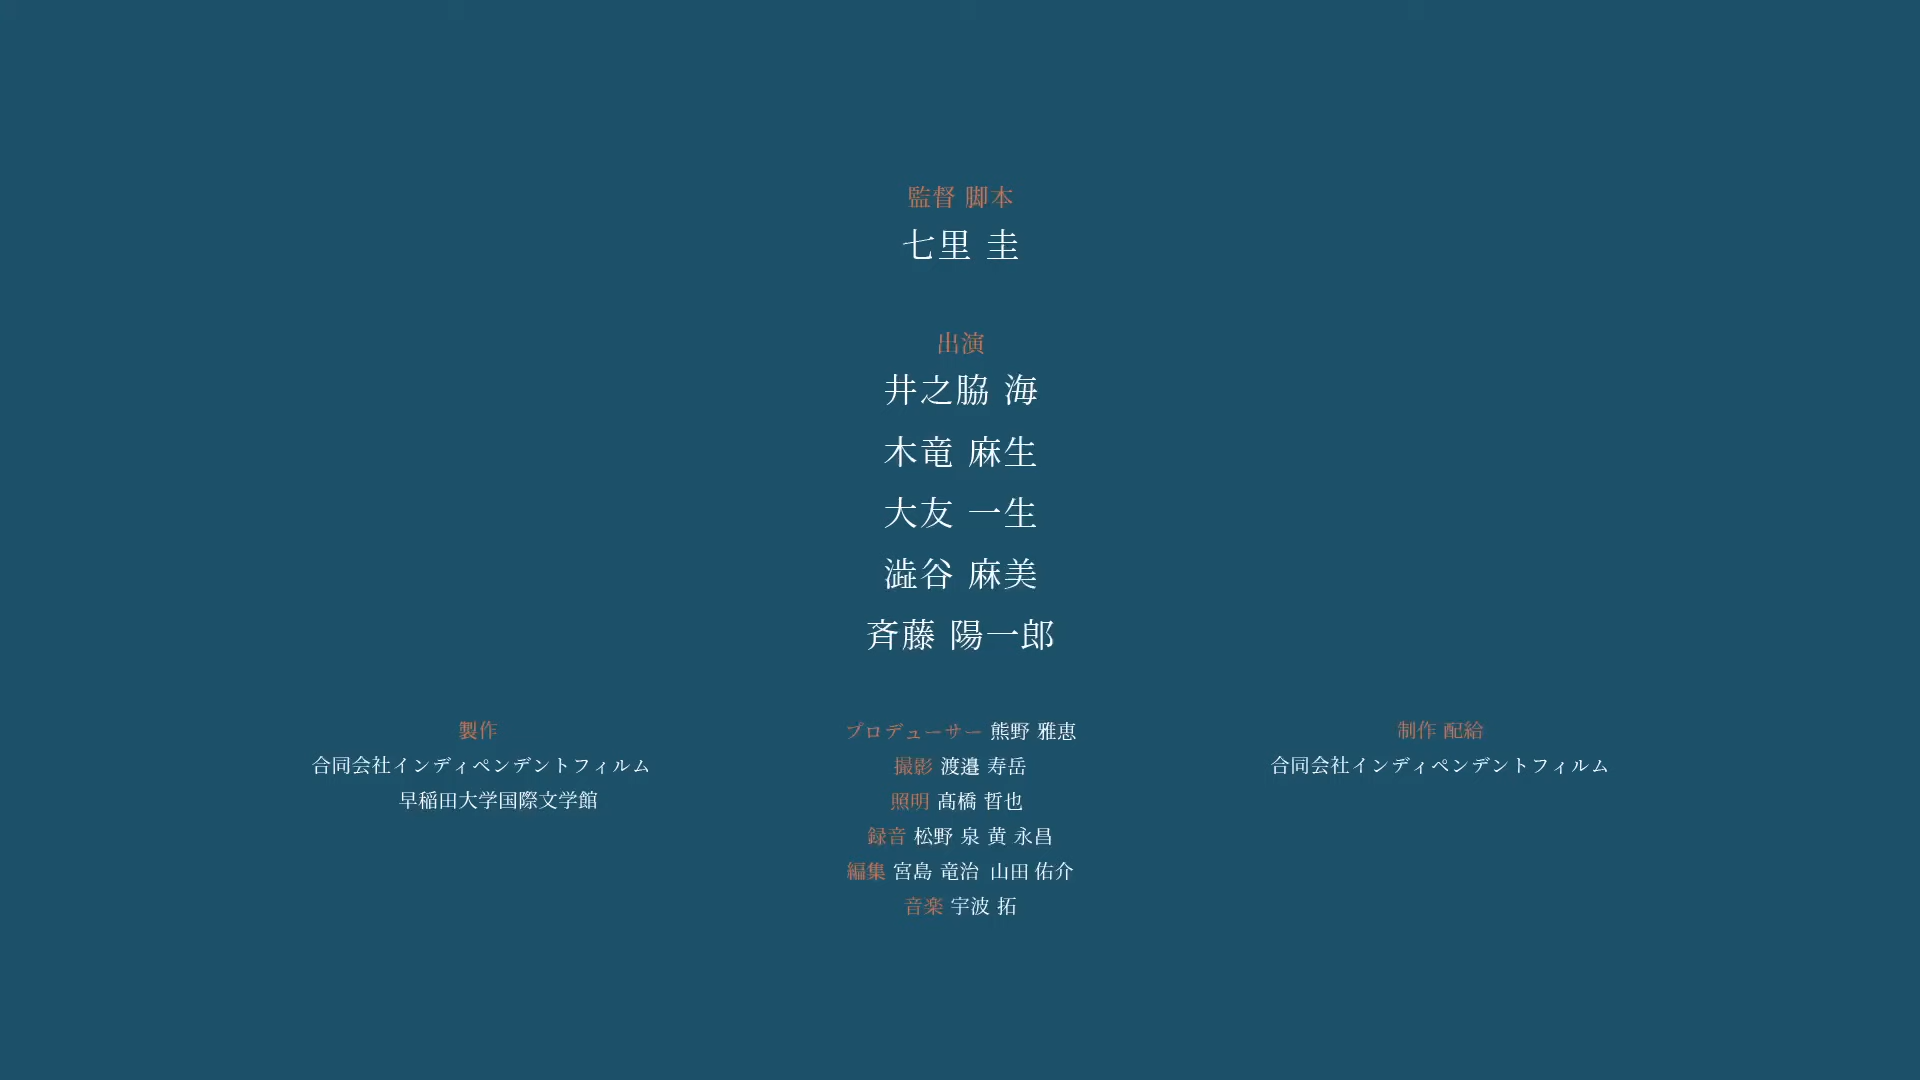 監督 脚本
七里 圭
出演
井之脇 海
木竜 麻生
大友 一生
澁谷 麻美
斉藤 陽一郎
製作
合同会社インディペンデントフィルム
早稲田大学国際文学館
プロデューサー 熊野 雅恵
撮影 渡邉 寿岳
照明 髙橋 哲也
録音 松野 泉 黄 永昌
編集 宮島 竜治 山田 佑介
音楽 宇波 拓
制作 配給
合同会社インディペンデントフィルム